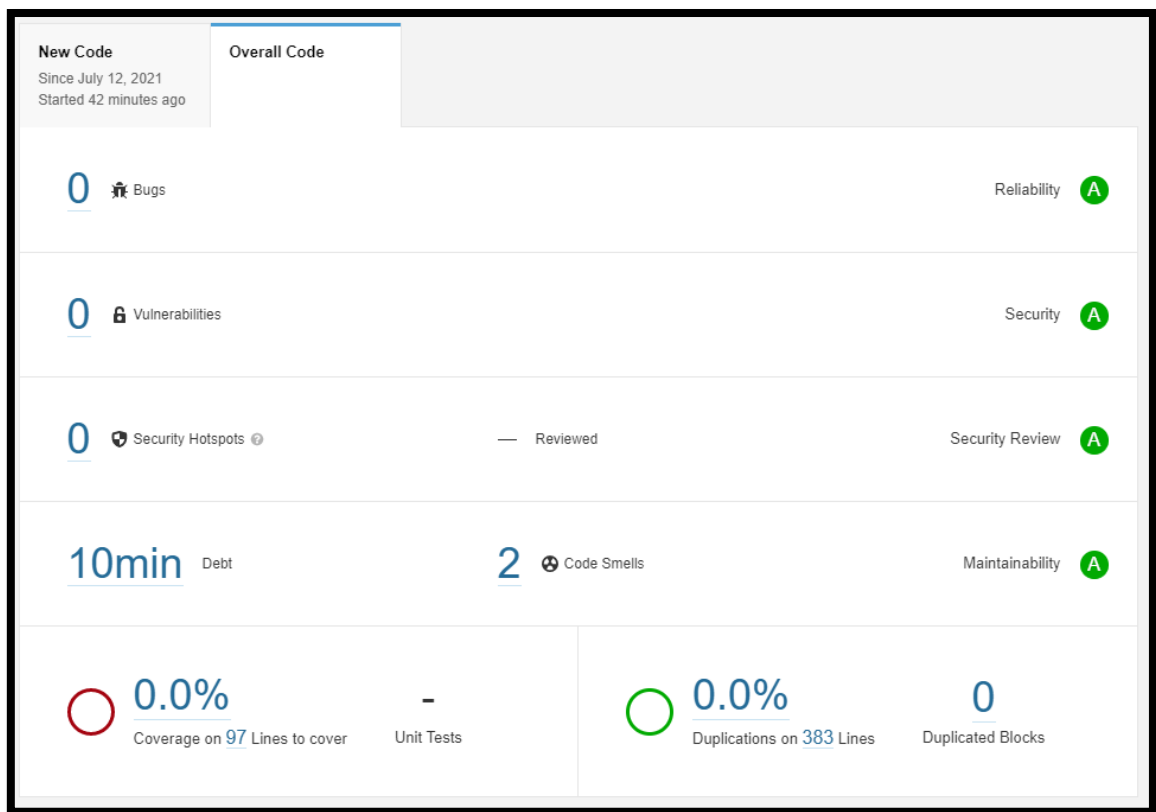 New Code
Since July 12, 2021
Started 42 minutes ago
Overall Code
0 Bugs
Reliability A
0 Vulnerabilities
Security A
0 Security Hotspots ?
— Reviewed
Security Review A
10min Debt
2 Code Smells
Maintainability A
0.0%
Coverage on 97 Lines to cover
-
Unit Tests
0.0%
Duplications on 383 Lines
0
Duplicated Blocks